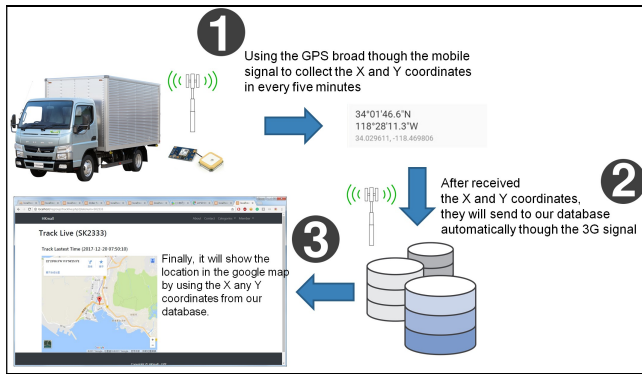 1
Using the GPS broad though the mobile
signal to collect the X and Y coordinates
in every five minutes
34°01'46.6"N
118°28'11.3"W
34.029611, -118.469806
2
After received
the X and Y coordinates,
they will send to our database
automatically though the 3G signal
3
Track Live (SK2333)
Track Lastest Time (2017-12-20 07:50:18)
Finally, it will show the
location in the google map
by using the X any Y
coordinates from our
database.